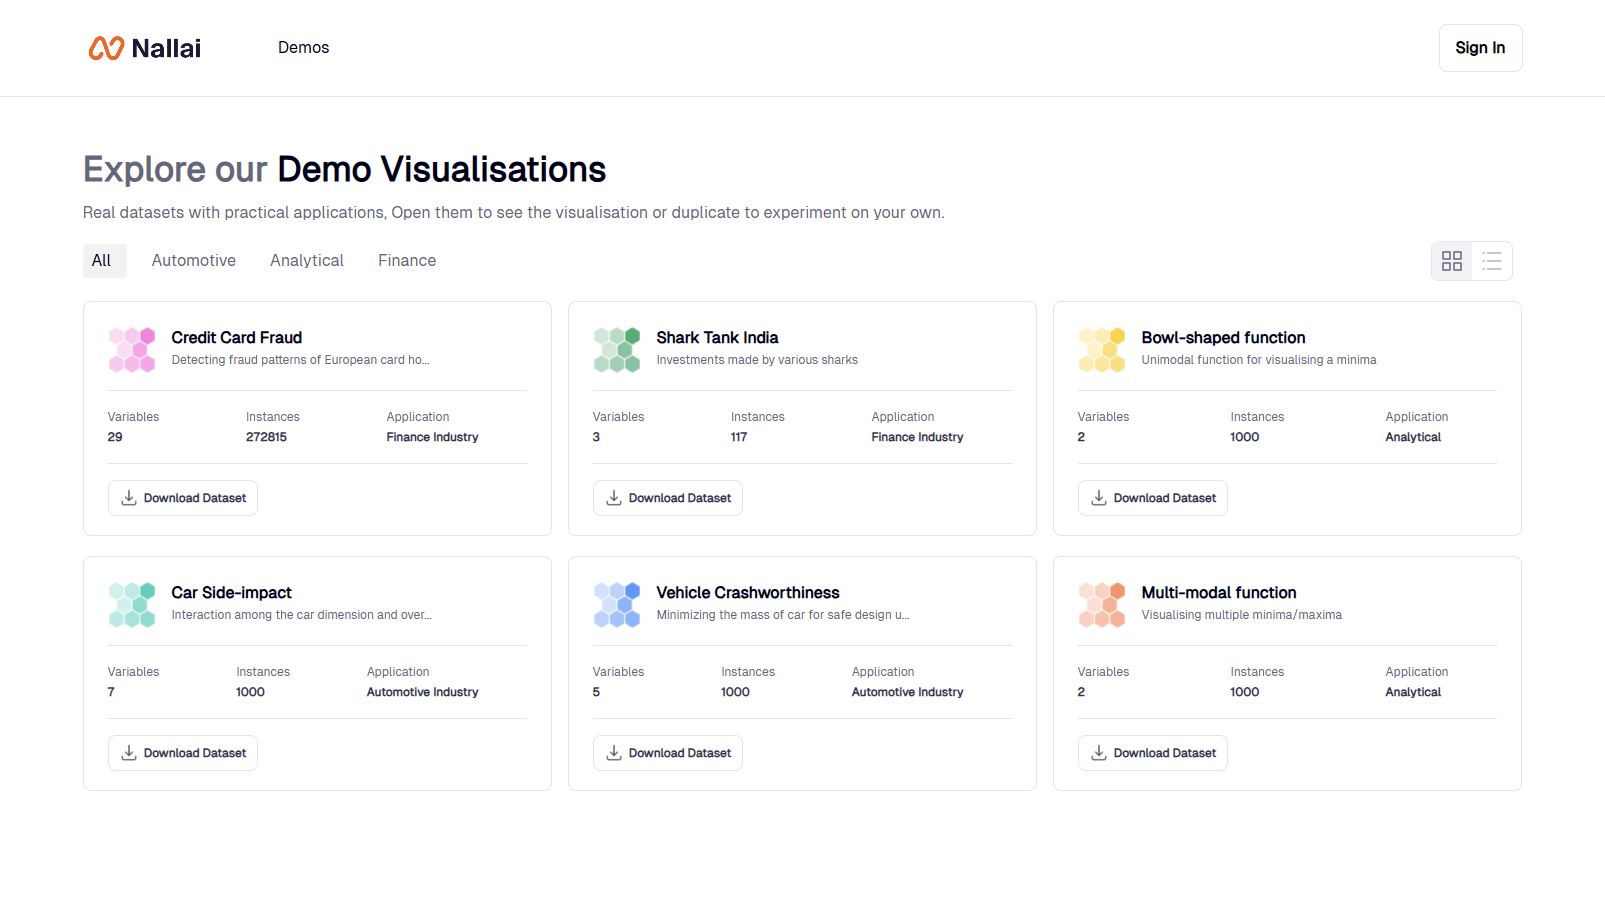 Nallai
Demos
Sign In
Explore our Demo Visualisations
Real datasets with practical applications, Open them to see the visualisation or duplicate to experiment on your own.
All
Automotive
Analytical
Finance
Credit Card Fraud
Detecting fraud patterns of European card ho...
Variables Instances Application
29 272815 Finance Industry
Download Dataset
Shark Tank India
Investments made by various sharks
Variables Instances Application
3 117 Finance Industry
Download Dataset
Bowl-shaped function
Unimodal function for visualising a minima
Variables Instances Application
2 1000 Analytical
Download Dataset
Car Side-impact
Interaction among the car dimension and over...
Variables Instances Application
7 1000 Automotive Industry
Download Dataset
Vehicle Crashworthiness
Minimizing the mass of car for safe design u...
Variables Instances Application
5 1000 Automotive Industry
Download Dataset
Multi-modal function
Visualising multiple minima/maxima
Variables Instances Application
2 1000 Analytical
Download Dataset